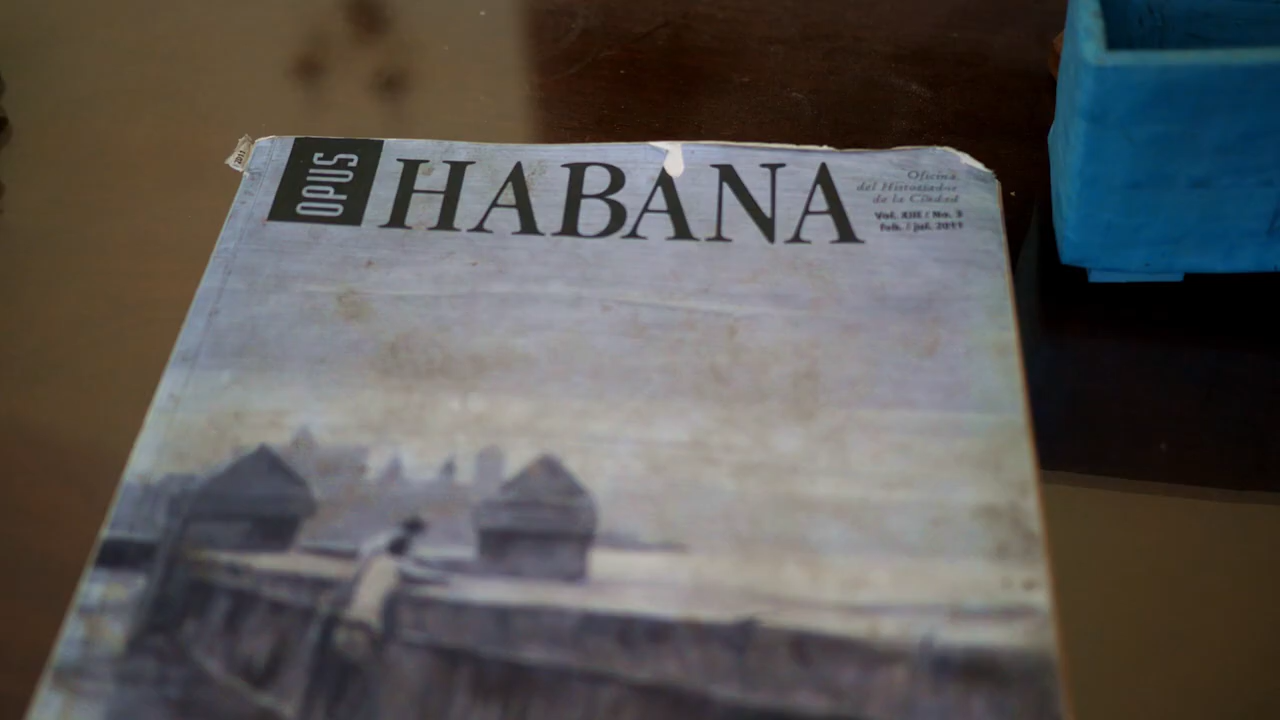 OPUS
HABANA
Oficina
del Historiador
de la Ciudad
Vol. XIII / No. 3
feb. / jul. 2011